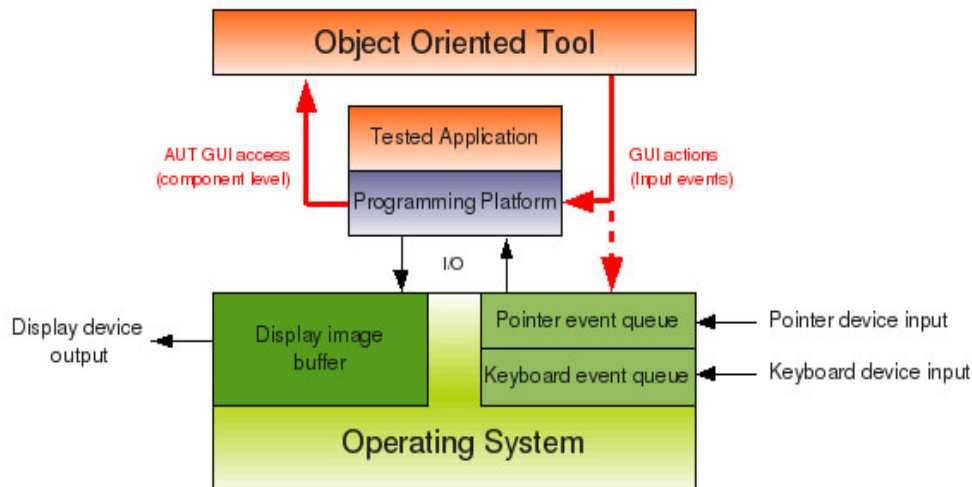 Object Oriented Tool
Tested Application
AUT GUI access
(component level)
GUI actions
(Input events)
Programming Platform
I/O
Display device
output
Display image
buffer
Pointer event queue
Pointer device input
Keyboard event queue
Keyboard device input
Operating System